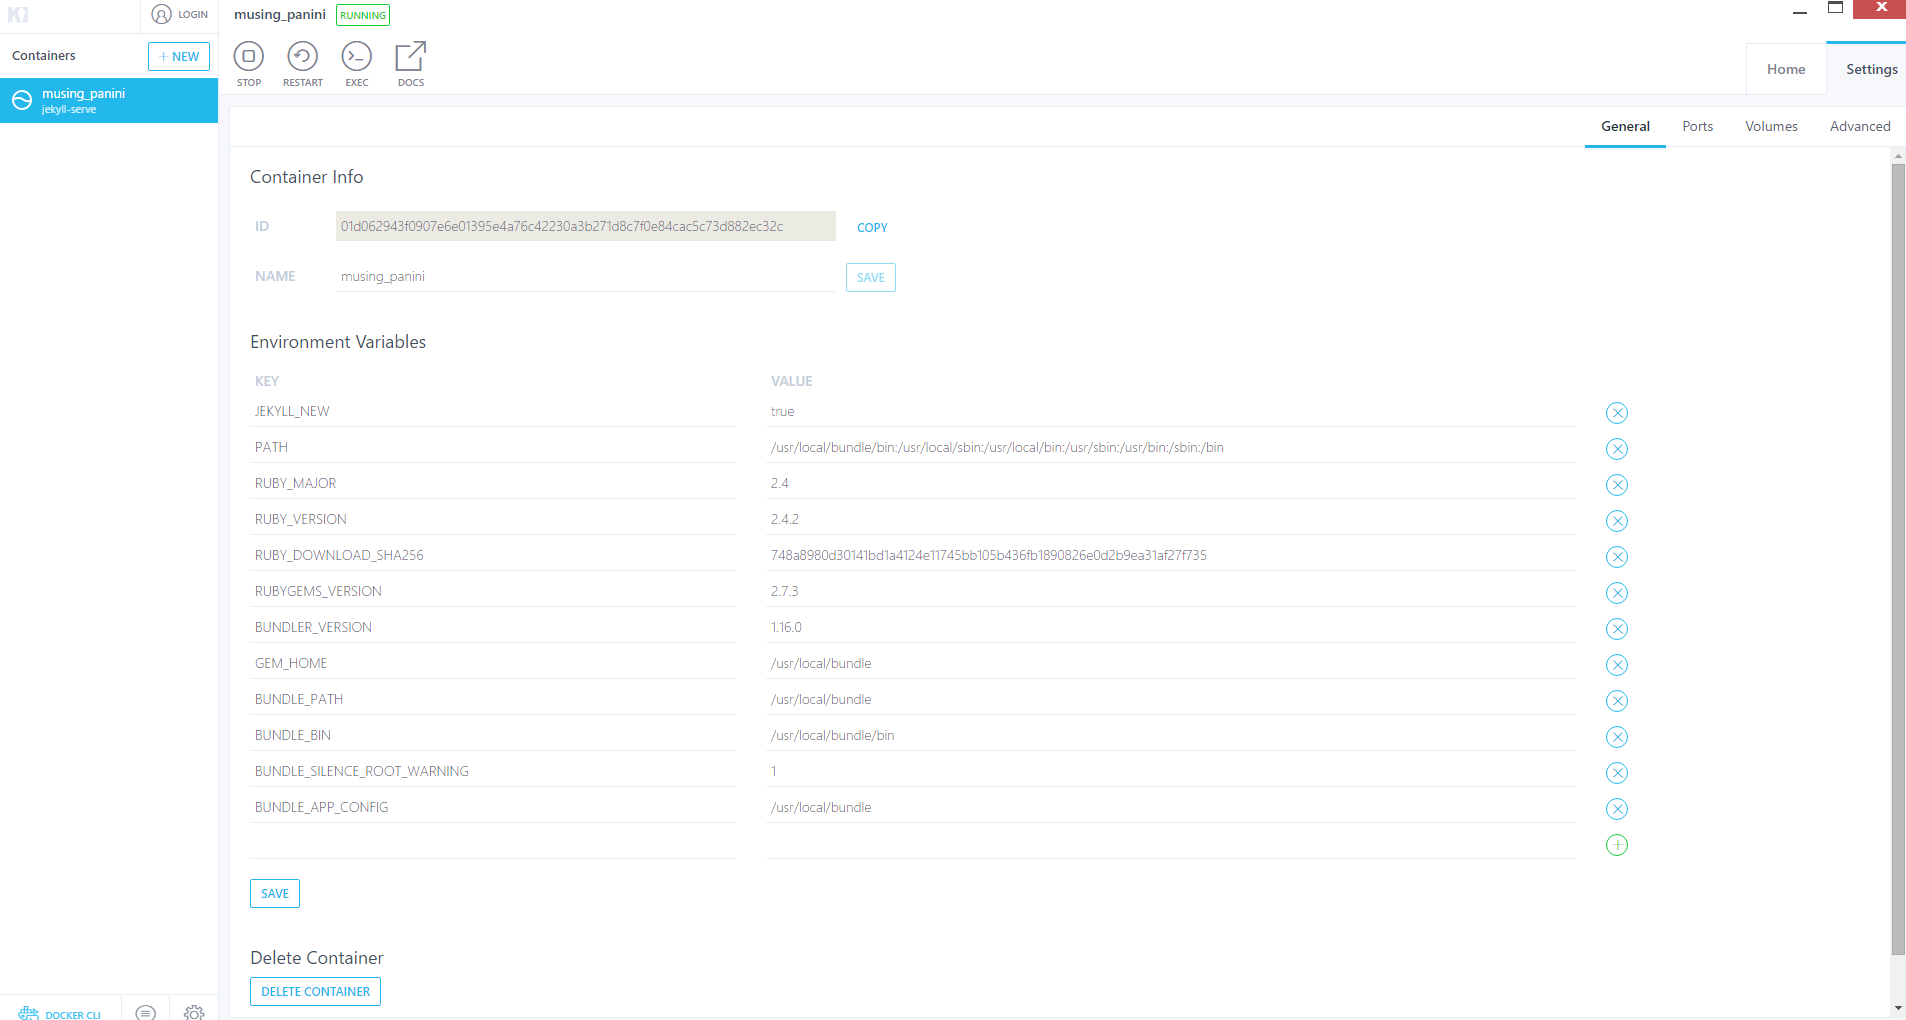 LOGIN
musing_panini
RUNNING
Containers
+ NEW
musing_panini
jekyll-serve
STOP
RESTART
EXEC
DOCS
Home
Settings
General
Ports
Volumes
Advanced
Container Info
ID
01d062943f0907e6e01395e4a76c42230a3b271d8c7f0e84cac5c73d882ec32c
COPY
NAME
musing_panini
SAVE
Environment Variables
KEY VALUE
JEKYLL_NEW true
PATH /usr/local/bundle/bin:/usr/local/sbin:/usr/local/bin:/usr/sbin:/usr/bin:/sbin:/bin
RUBY_MAJOR 2.4
RUBY_VERSION 2.4.2
RUBY_DOWNLOAD_SHA256 748a8980d30141bd1a4124e11745bb105b436fb1890826e0d2b9ea31af27f735
RUBYGEMS_VERSION 2.7.3
BUNDLER_VERSION 1.16.0
GEM_HOME /usr/local/bundle
BUNDLE_PATH /usr/local/bundle
BUNDLE_BIN /usr/local/bundle/bin
BUNDLE_SILENCE_ROOT_WARNING 1
BUNDLE_APP_CONFIG /usr/local/bundle
SAVE
Delete Container
DELETE CONTAINER
DOCKER CLI